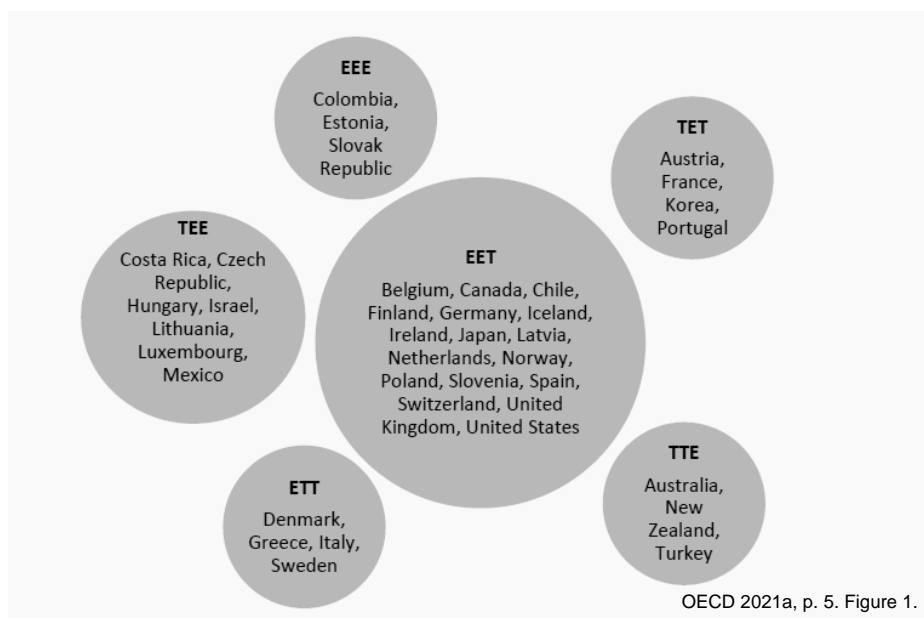 EEE
Colombia,
Estonia,
Slovak
Republic
TET
Austria,
France,
Korea,
Portugal
TEE
Costa Rica, Czech
Republic,
Hungary, Israel,
Lithuania,
Luxembourg,
Mexico
EET
Belgium, Canada, Chile,
Finland, Germany, Iceland,
Ireland, Japan, Latvia,
Netherlands, Norway,
Poland, Slovenia, Spain,
Switzerland, United
Kingdom, United States
ETT
Denmark,
Greece, Italy,
Sweden
TTE
Australia,
New
Zealand,
Turkey
OECD 2021a, p. 5. Figure 1.